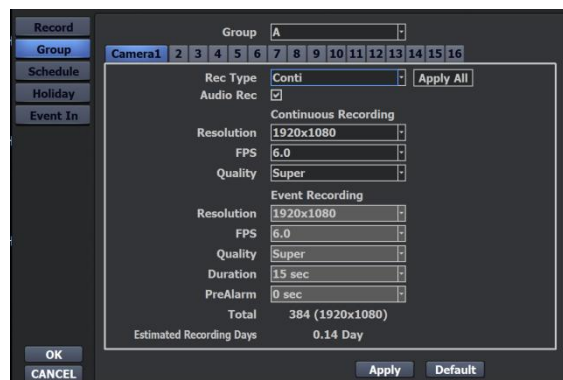 Record
Group
Schedule
Holiday
Event In
OK
CANCEL
Group A
Camera1 2 3 4 5 6 7 8 9 10 11 12 13 14 15 16
Rec Type Conti Apply All
Audio Rec
Continuous Recording
Resolution 1920x1080
FPS 6.0
Quality Super
Event Recording
Resolution 1920x1080
FPS 6.0
Quality Super
Duration 15 sec
PreAlarm 0 sec
Total 384 (1920x1080)
Estimated Recording Days 0.14 Day
Apply Default